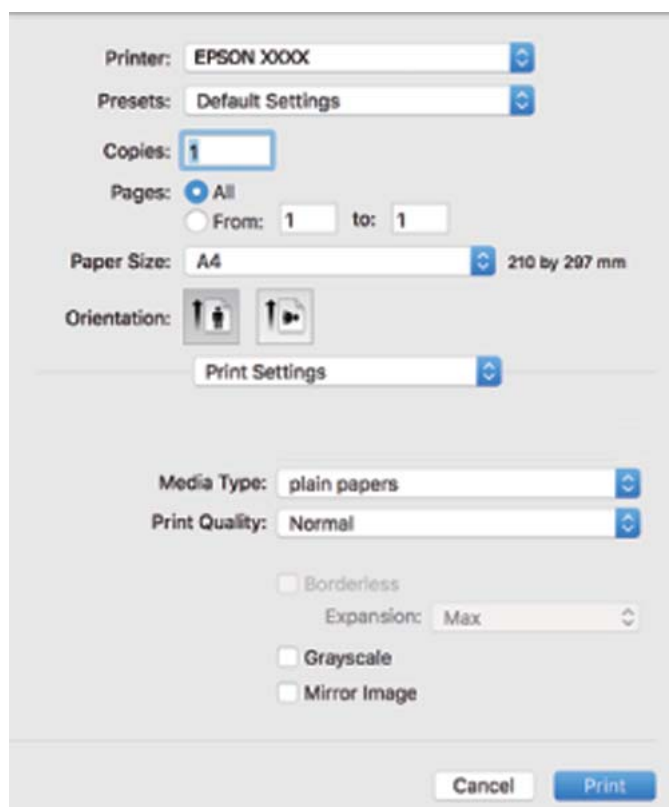 Printer: EPSON XXXX
Presets: Default Settings
Copies: 1
Pages: All
From: 1 to: 1
Paper Size: A4 210 by 297 mm
Orientation:
Print Settings
Media Type: plain papers
Print Quality: Normal
Borderless
Expansion: Max
Grayscale
Mirror Image
Cancel Print